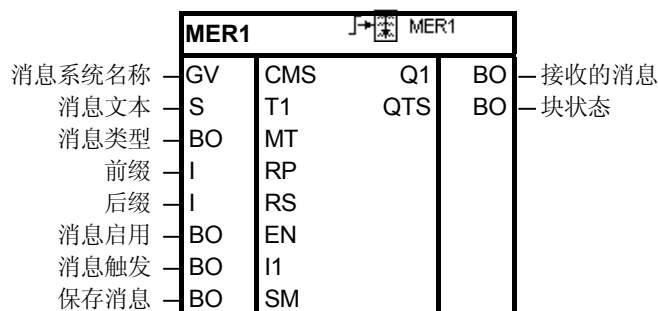 MER1 MER1
消息系统名称 GV CMS Q1 BO 接收的消息
消息文本 S T1 QTS BO 块状态
消息类型 BO MT
前缀 I RP
后缀 I RS
消息启用 BO EN
消息触发 BO I1
保存消息 BO SM